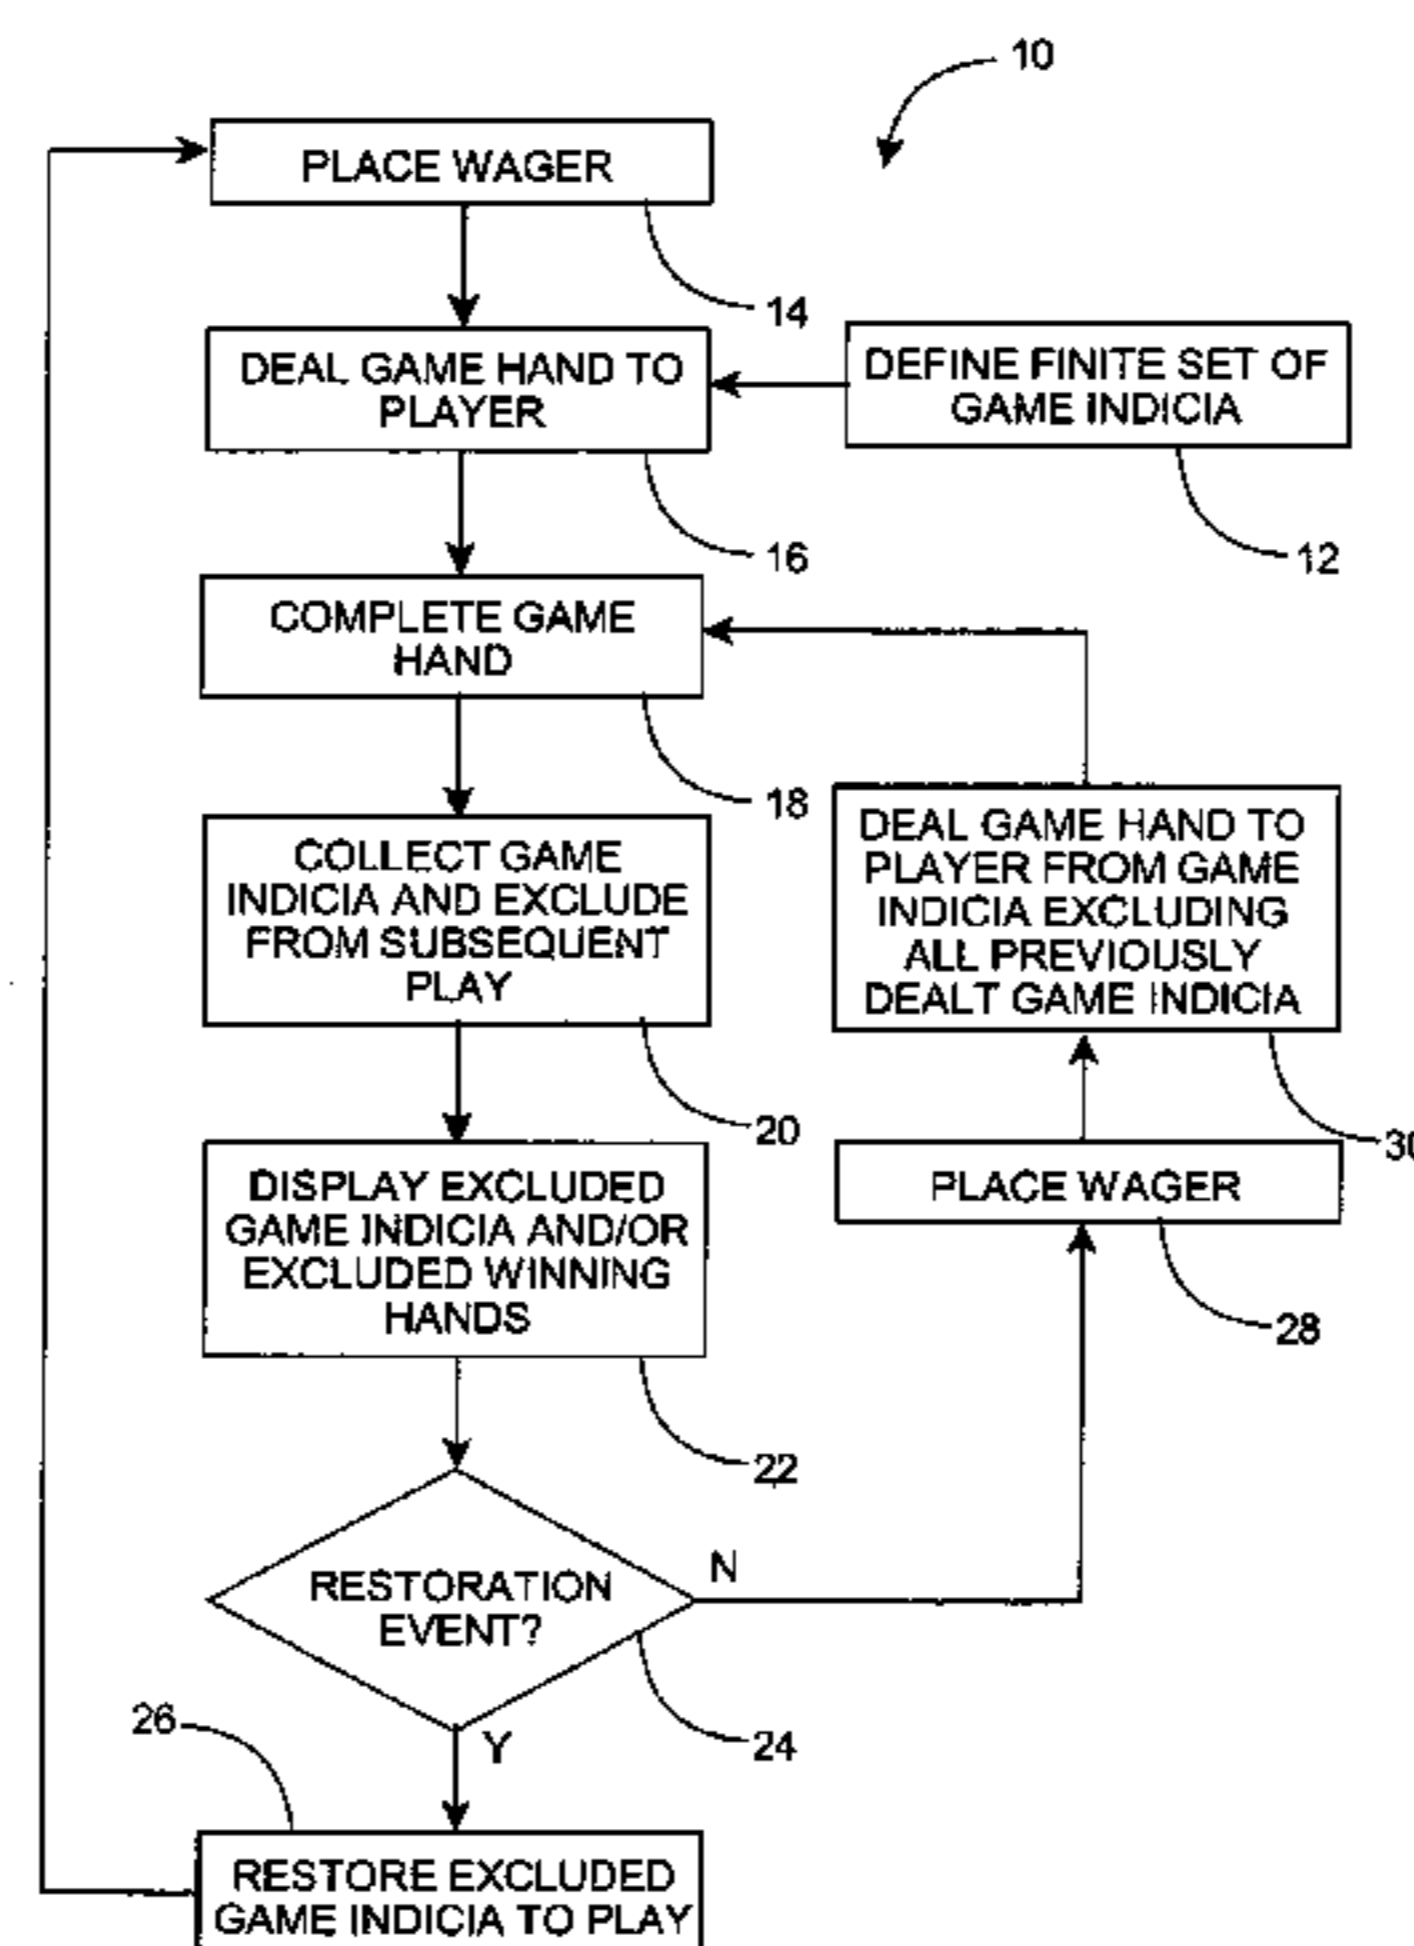 10
PLACE WAGER
14
DEAL GAME HAND TO
PLAYER
DEFINE FINITE SET OF
GAME INDICIA
16
12
COMPLETE GAME
HAND
18
COLLECT GAME
INDICIA AND EXCLUDE
FROM SUBSEQUENT
PLAY
DEAL GAME HAND TO
PLAYER FROM GAME
INDICIA EXCLUDING
ALL PREVIOUSLY
DEALT GAME INDICIA
20
30
DISPLAY EXCLUDED
GAME INDICIA AND/OR
EXCLUDED WINNING
HANDS
PLACE WAGER
28
22
RESTORATION
EVENT?
N
Y
24
26
RESTORE EXCLUDED
GAME INDICIA TO PLAY